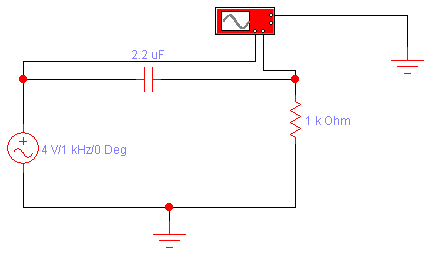 2.2 uF
1 k Ohm
4 V/1 kHz/0 Deg